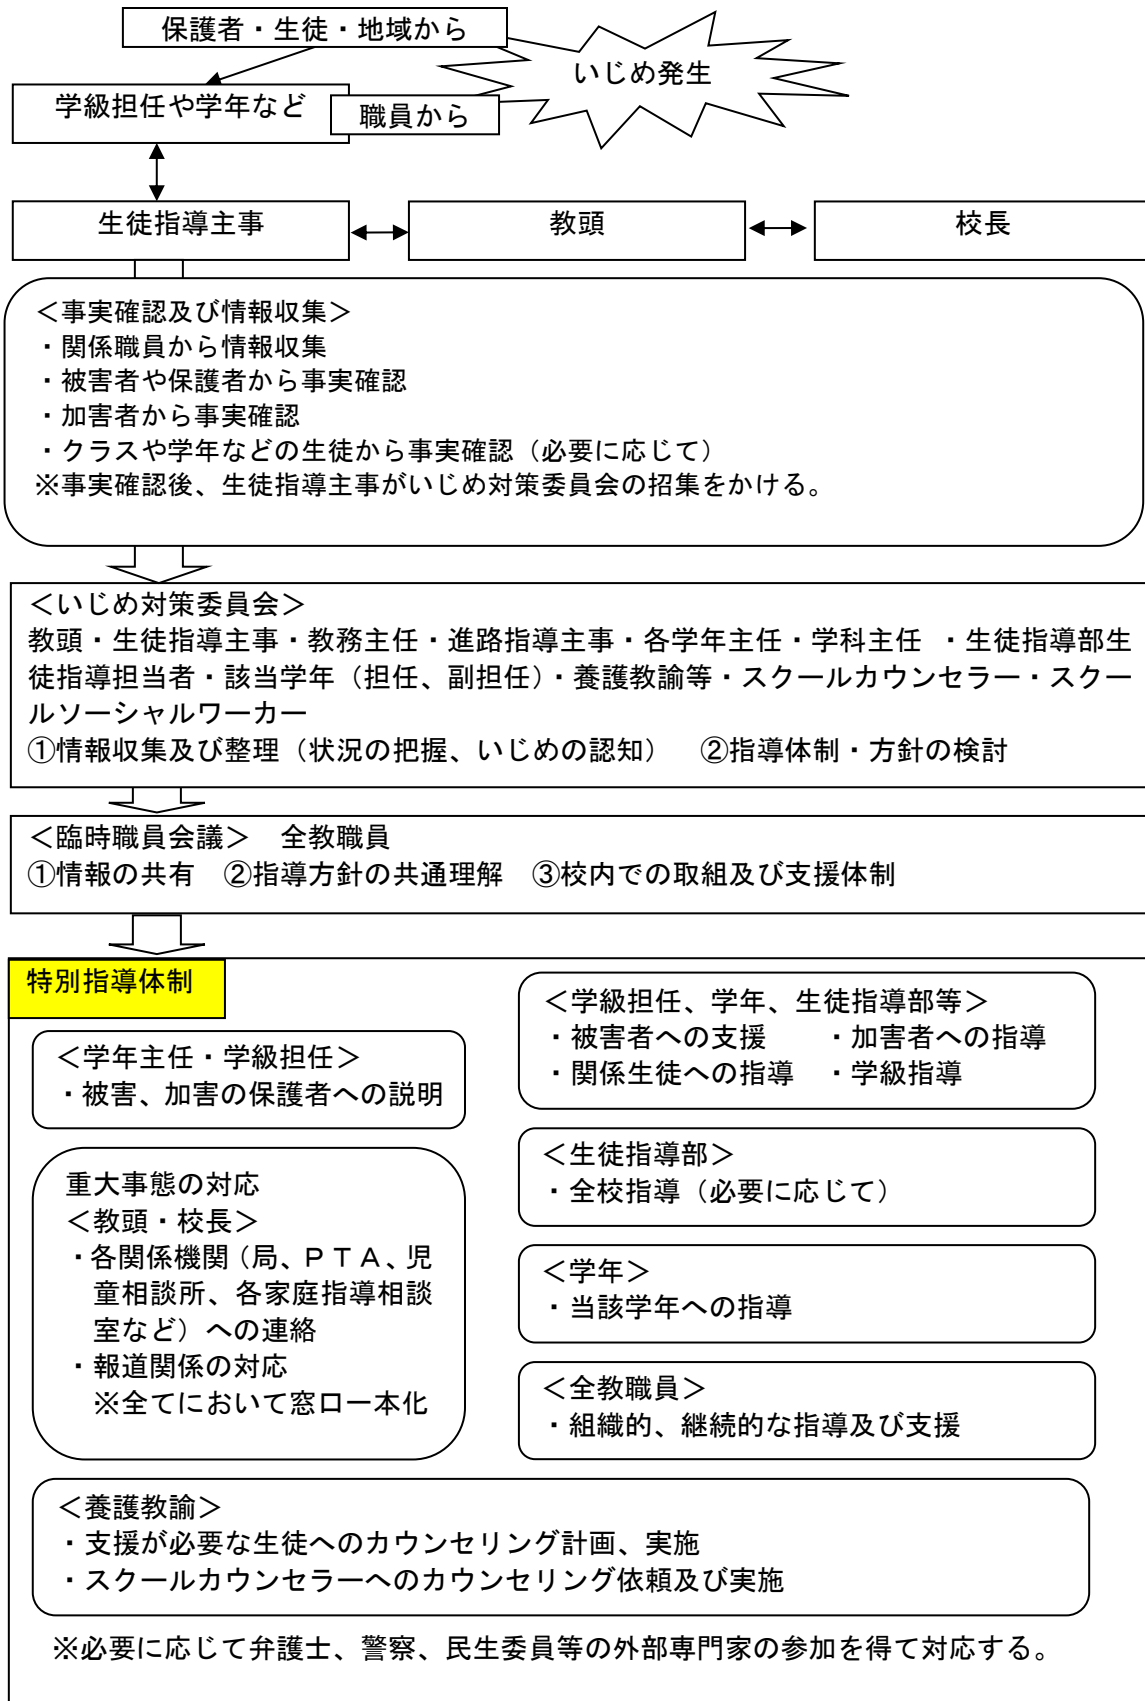 保護者・生徒・地域から
いじめ発生
学級担任や学年など
職員から
生徒指導主事
教頭
校長
＜事実確認及び情報収集＞
・関係職員から情報収集
・被害者や保護者から事実確認
・加害者から事実確認
・クラスや学年などの生徒から事実確認（必要に応じて）
※事実確認後、生徒指導主事がいじめ対策委員会の招集をかける。
＜いじめ対策委員会＞
教頭・生徒指導主事・教務主任・進路指導主事・各学年主任・学科主任　・生徒指導部生
徒指導担当者・該当学年（担任、副担任）・養護教諭等・スクールカウンセラー・スクー
ルソーシャルワーカー
①情報収集及び整理（状況の把握、いじめの認知）　②指導体制・方針の検討
＜臨時職員会議＞　全教職員
①情報の共有　②指導方針の共通理解　③校内での取組及び支援体制
特別指導体制
＜学年主任・学級担任＞
・被害、加害の保護者への説明
重大事態の対応
＜教頭・校長＞
・各関係機関（局、ＰＴＡ、児
童相談所、各家庭指導相談
室など）への連絡
・報道関係の対応
※全てにおいて窓口一本化
＜学級担任、学年、生徒指導部等＞
・被害者への支援　　・加害者への指導
・関係生徒への指導　・学級指導
＜生徒指導部＞
・全校指導（必要に応じて）
＜学年＞
・当該学年への指導
＜全教職員＞
・組織的、継続的な指導及び支援
＜養護教諭＞
・支援が必要な生徒へのカウンセリング計画、実施
・スクールカウンセラーへのカウンセリング依頼及び実施
※必要に応じて弁護士、警察、民生委員等の外部専門家の参加を得て対応する。